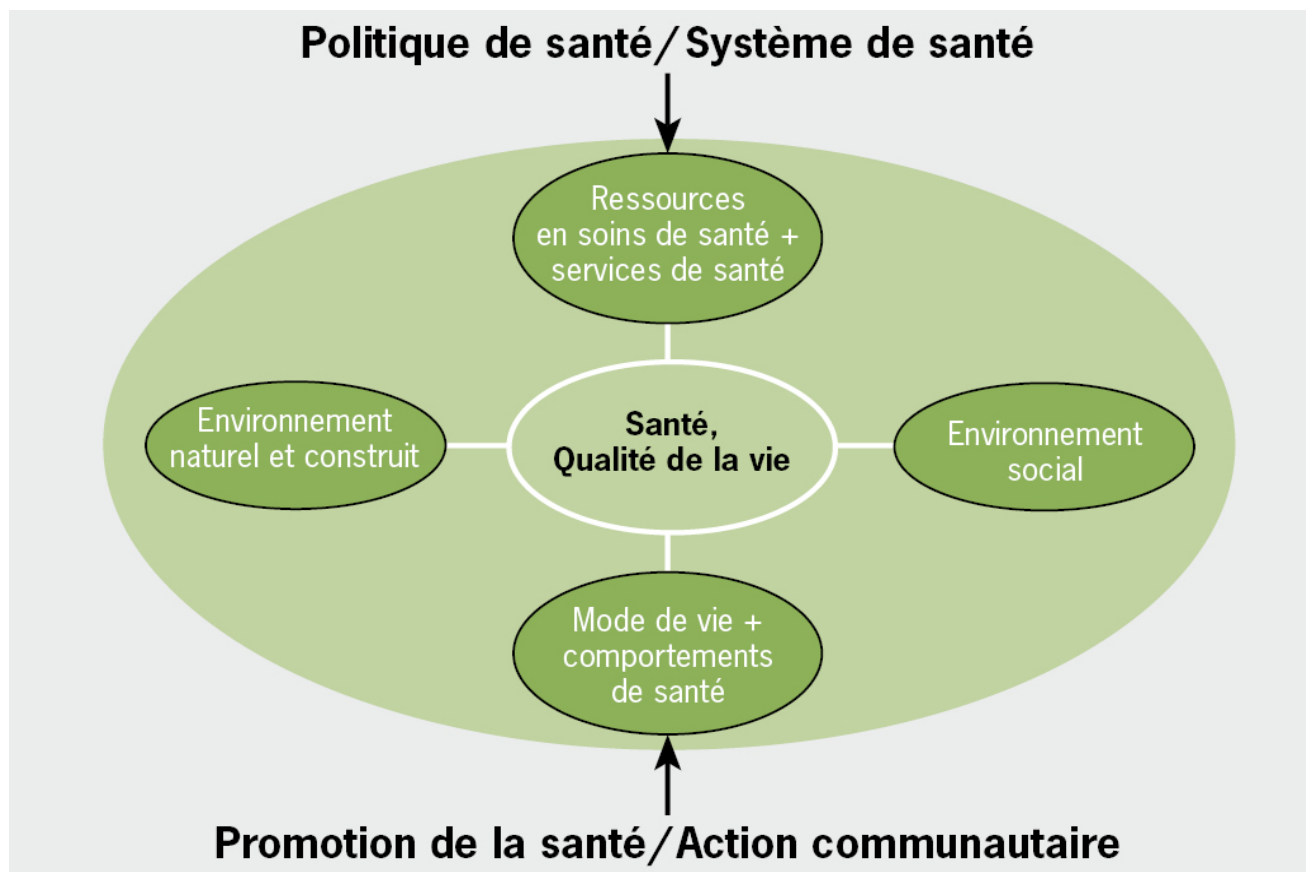 Politique de santé/Système de santé
Ressources
en soins de santé +
services de santé
Environnement
naturel et construit
Santé,
Qualité de la vie
Environnement
social
Mode de vie +
comportements
de santé
Promotion de la santé/Action communautaire